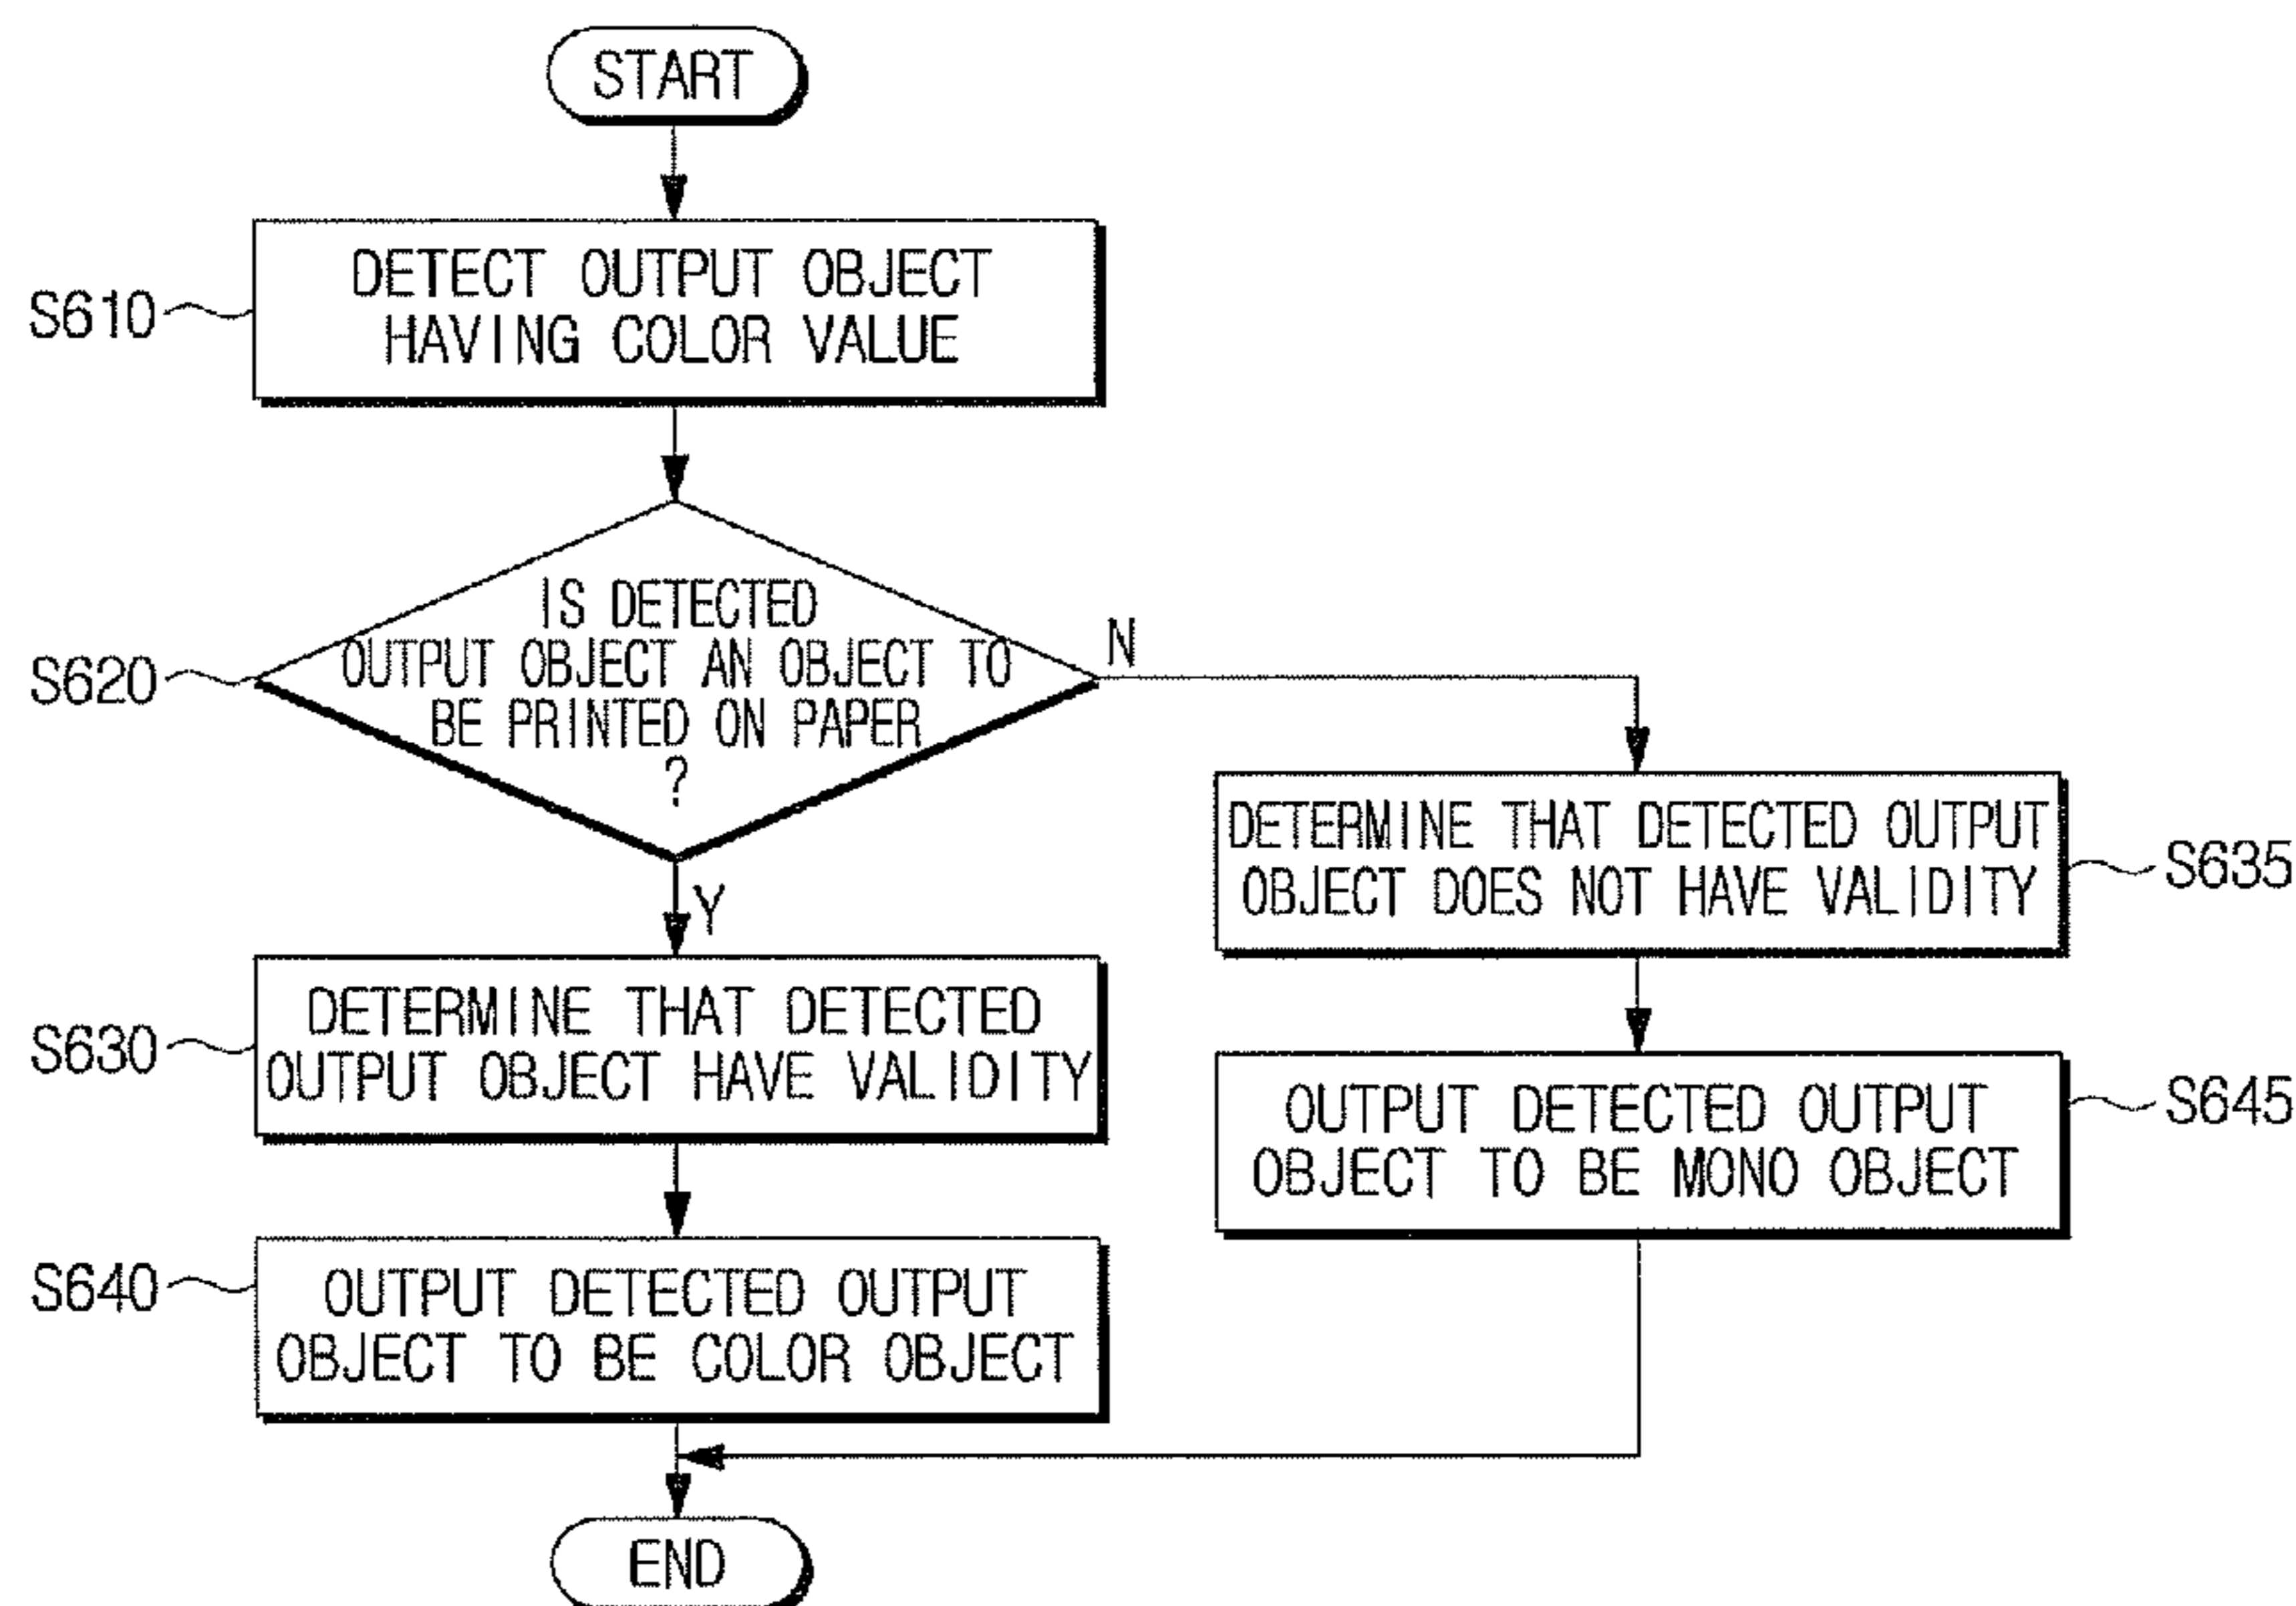 START
S610
DETECT OUTPUT OBJECT
HAVING COLOR VALUE
S620
IS DETECTED
OUTPUT OBJECT AN OBJECT TO
BE PRINTED ON PAPER
?
N
Y
DETERMINE THAT DETECTED OUTPUT
OBJECT DOES NOT HAVE VALIDITY
S635
S630
DETERMINE THAT DETECTED
OUTPUT OBJECT HAVE VALIDITY
OUTPUT DETECTED OUTPUT
OBJECT TO BE MONO OBJECT
S645
S640
OUTPUT DETECTED OUTPUT
OBJECT TO BE COLOR OBJECT
END